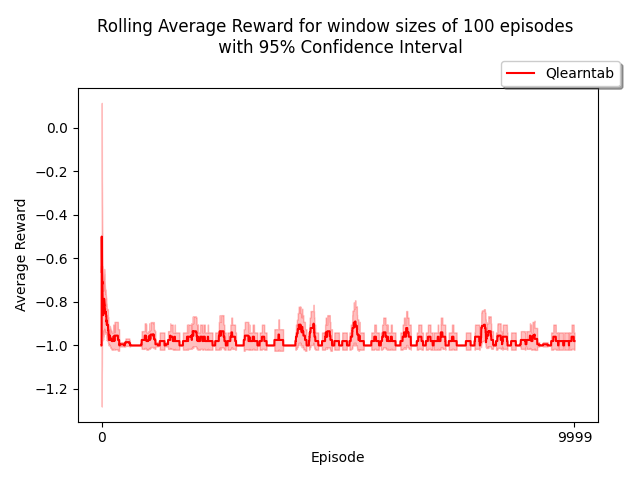 Rolling Average Reward for window sizes of 100 episodes
with 95% Confidence Interval
Qlearntab
0.0
−0.2
−0.4
−0.6
−0.8
−1.0
−1.2
Average Reward
0
9999
Episode